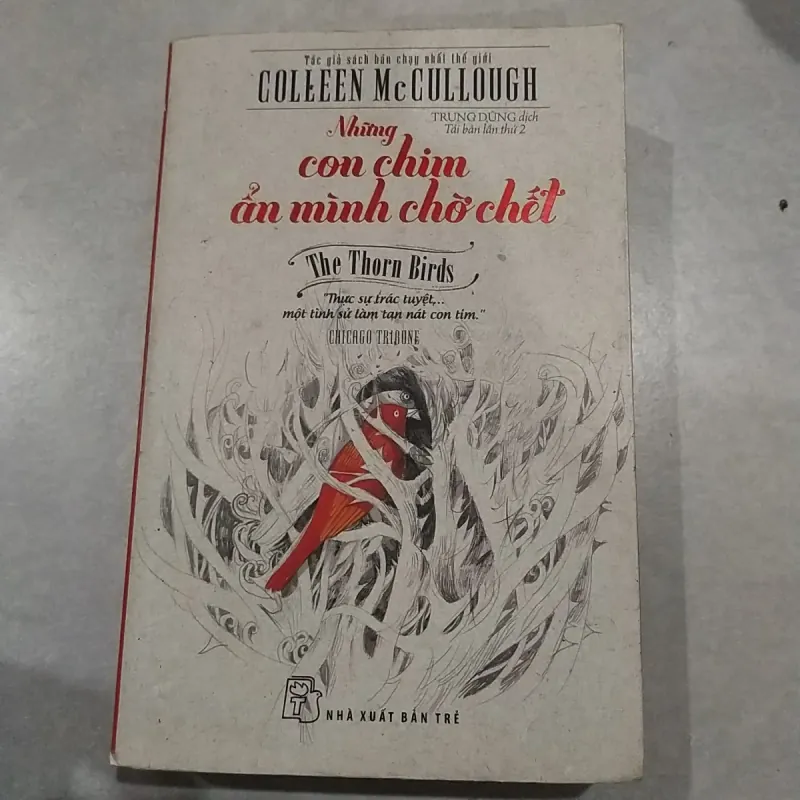 Tác giả sách bán chạy nhất thế giới
COLLEEN McCULLOUGH
TRUNG DŨNG dịch
Tái bản lần thứ 2
Những
con chim
ẩn mình chờ chết
The Thorn Birds
"Thực sự trác tuyệt,..
một tình sử làm tan nát con tim."
CHICAGO TRIBUNE
NHÀ XUẤT BẢN TRẺ